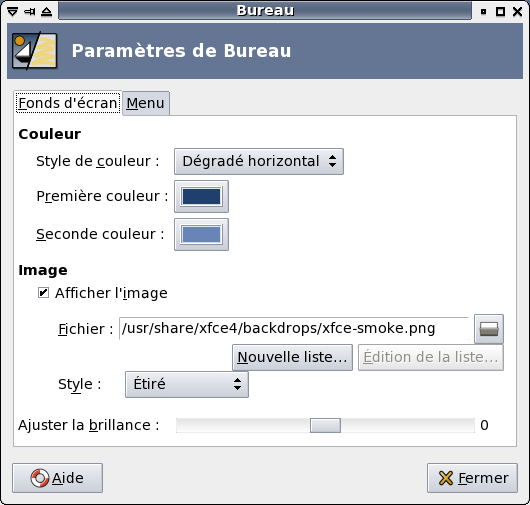 Bureau
Paramètres de Bureau
Fonds d'écran Menu
Couleur
Style de couleur : Dégradé horizontal
Première couleur :
Seconde couleur :
Image
Afficher l'image
Fichier : /usr/share/xfce4/backdrops/xfce-smoke.png
Nouvelle liste... Édition de la liste...
Style : Étiré
Ajuster la brillance : 0
Aide Fermer